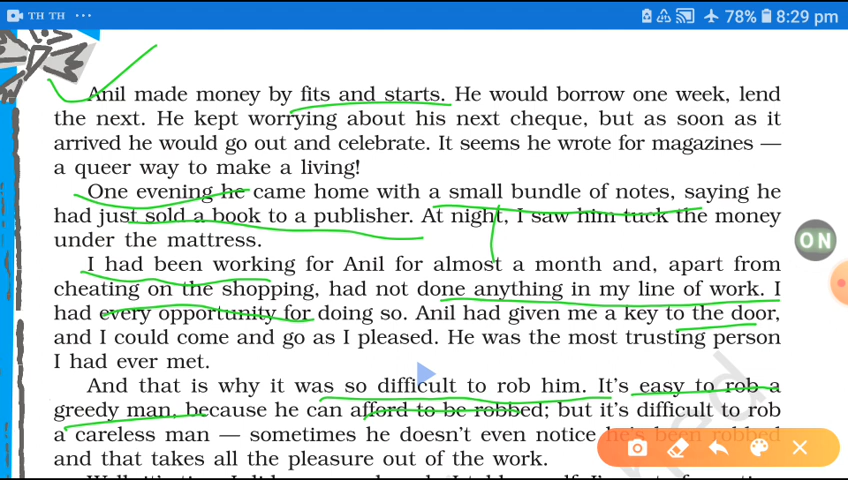 TH TH ... 78% 8:29 pm
Anil made money by fits and starts. He would borrow one week, lend
the next. He kept worrying about his next cheque, but as soon as it
arrived he would go out and celebrate. It seems he wrote for magazines —
a queer way to make a living!
One evening he came home with a small bundle of notes, saying he
had just sold a book to a publisher. At night, I saw him tuck the money
under the mattress.
I had been working for Anil for almost a month and, apart from
cheating on the shopping, had not done anything in my line of work. I
had every opportunity for doing so. Anil had given me a key to the door,
and I could come and go as I pleased. He was the most trusting person
I had ever met.
And that is why it was so difficult to rob him. It's easy to rob a
greedy man, because he can afford to be robbed; but it's difficult to rob
a careless man — sometimes he doesn't even notice he's been robbed
and that takes all the pleasure out of the work.
ON